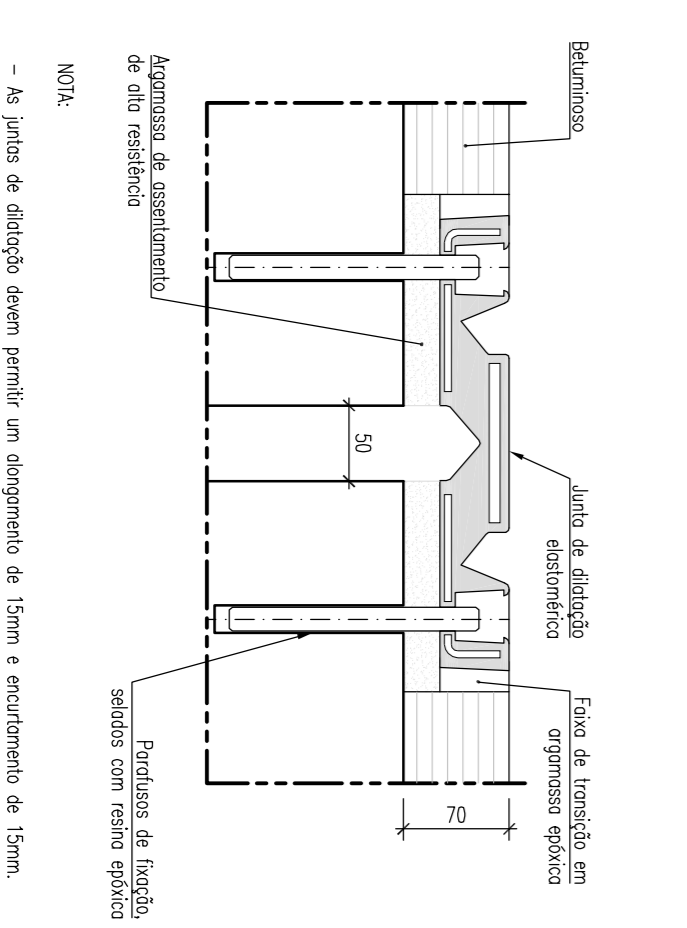 Betuminoso
Junta de dilatação
elastomérica
Faixa de transição em
argamassa epóxica
70
50
Argamassa de assentamento
de alta resistência
Parafusos de fixação,
selados com resina epóxica
NOTA:
– As juntas de dilatação devem permitir um alongamento de 15mm e encurtamento de 15mm.